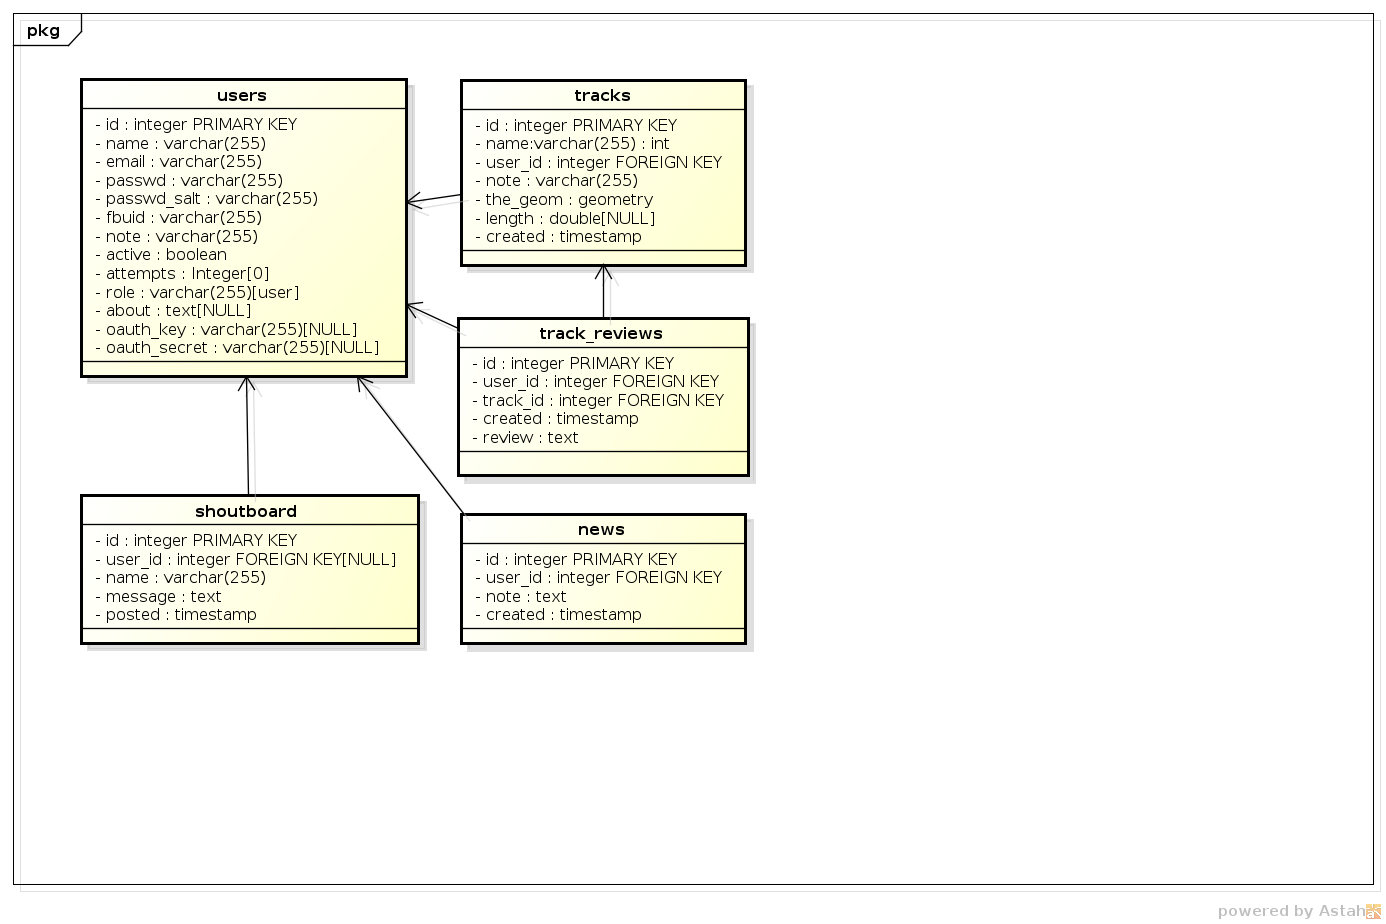 pkg
users
- id : integer PRIMARY KEY
- name : varchar(255)
- email : varchar(255)
- passwd : varchar(255)
- passwd_salt : varchar(255)
- fbuid : varchar(255)
- note : varchar(255)
- active : boolean
- attempts : Integer[0]
- role : varchar(255)[user]
- about : text[NULL]
- oauth_key : varchar(255)[NULL]
- oauth_secret : varchar(255)[NULL]
tracks
- id : integer PRIMARY KEY
- name:varchar(255) : int
- user_id : integer FOREIGN KEY
- note : varchar(255)
- the_geom : geometry
- length : double[NULL]
- created : timestamp
track_reviews
- id : integer PRIMARY KEY
- user_id : integer FOREIGN KEY
- track_id : integer FOREIGN KEY
- created : timestamp
- review : text
shoutboard
- id : integer PRIMARY KEY
- user_id : integer FOREIGN KEY[NULL]
- name : varchar(255)
- message : text
- posted : timestamp
news
- id : integer PRIMARY KEY
- user_id : integer FOREIGN KEY
- note : text
- created : timestamp
powered by Astah